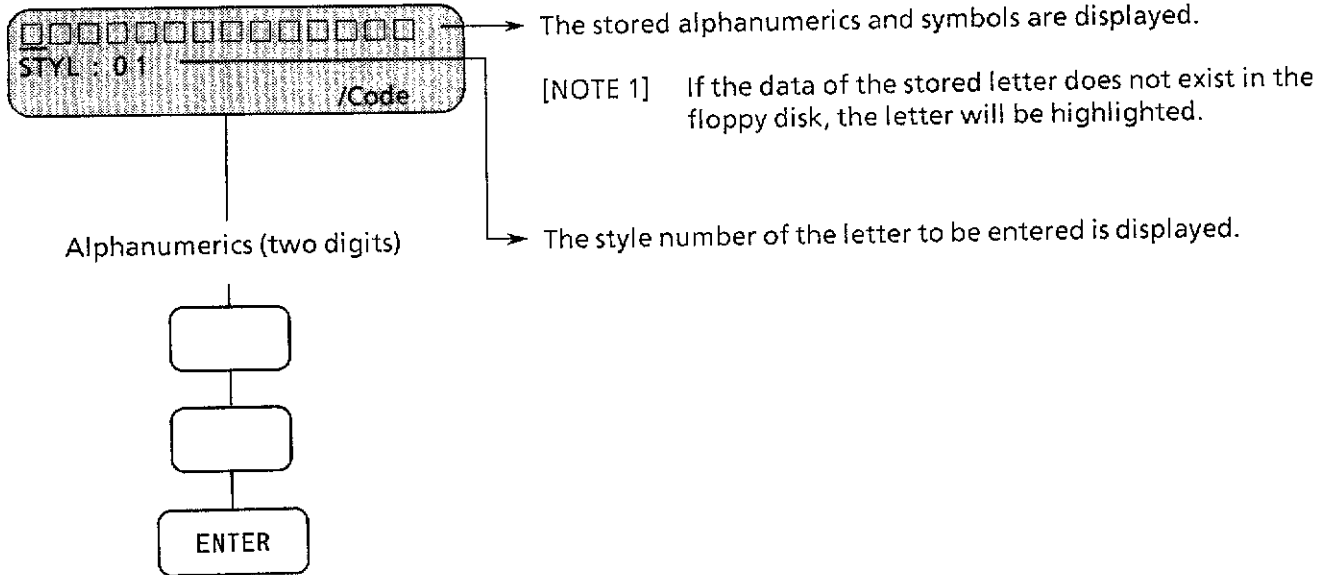 □□□□□□□□□□□□□□
The stored alphanumerics and symbols are displayed.
STYL : 01
/Code
[NOTE 1] If the data of the stored letter does not exist in the
floppy disk, the letter will be highlighted.
The style number of the letter to be entered is displayed.
Alphanumerics (two digits)
ENTER